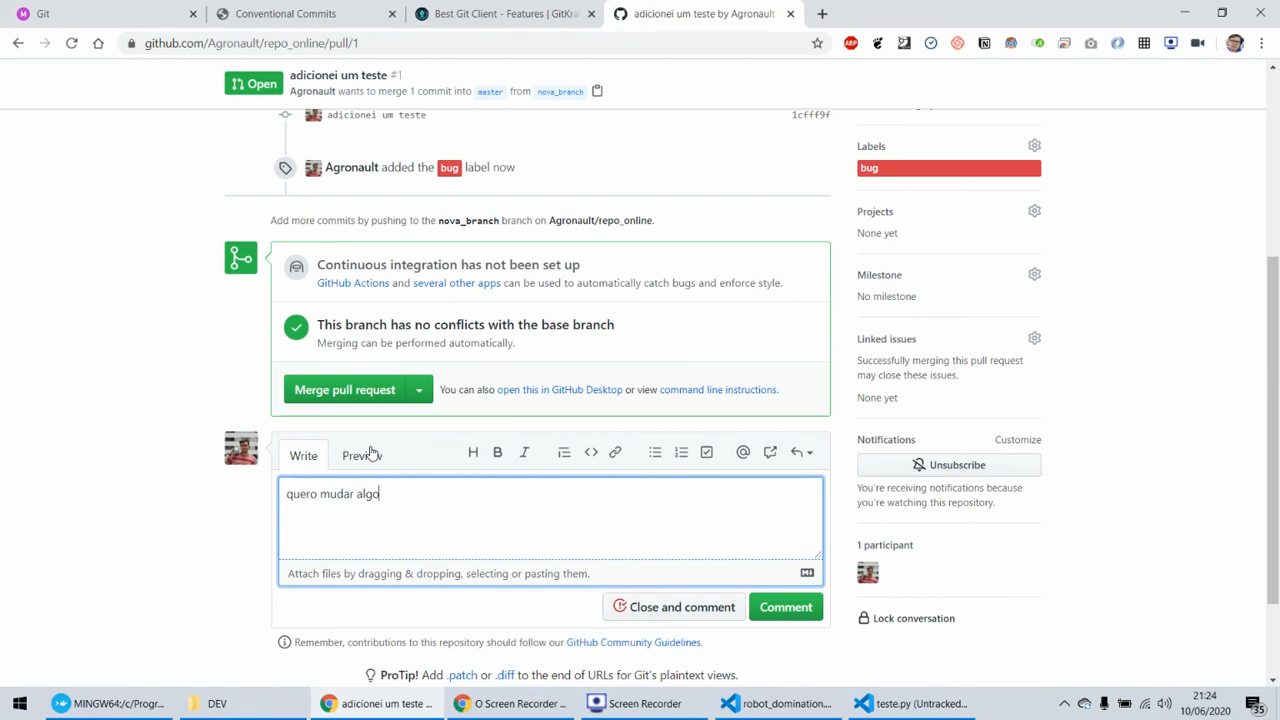 Git
Conventional Commits
Best Git Client - Features | GitKra
adicionei um teste by Agronault
github.com/Agronault/repo_online/pull/1
Open
adicionei um teste #1
Agronault wants to merge 1 commit into master from nova_branch
adicionei um teste
1cfff9f
Agronault added the bug label now
Add more commits by pushing to the nova_branch branch on Agronault/repo_online.
Continuous integration has not been set up
GitHub Actions and several other apps can be used to automatically catch bugs and enforce style.
This branch has no conflicts with the base branch
Merging can be performed automatically.
Merge pull request
You can also open this in GitHub Desktop or view command line instructions.
Write
Preview
quero mudar algo
Attach files by dragging & dropping, selecting or pasting them.
Close and comment
Comment
Remember, contributions to this repository should follow our GitHub Community Guidelines.
ProTip! Add .patch or .diff to the end of URLs for Git's plaintext views.
Labels
bug
Projects
None yet
Milestone
No milestone
Linked issues
Successfully merging this pull request
may close these issues.
None yet
Notifications
Customize
Unsubscribe
You're receiving notifications because
you're watching this repository.
1 participant
Lock conversation
MINGW64:/c/Progr...
DEV
adicionei um teste ...
O Screen Recorder ...
Screen Recorder
robot_domination....
teste.py (Untracked...
21:24
10/06/2020
35